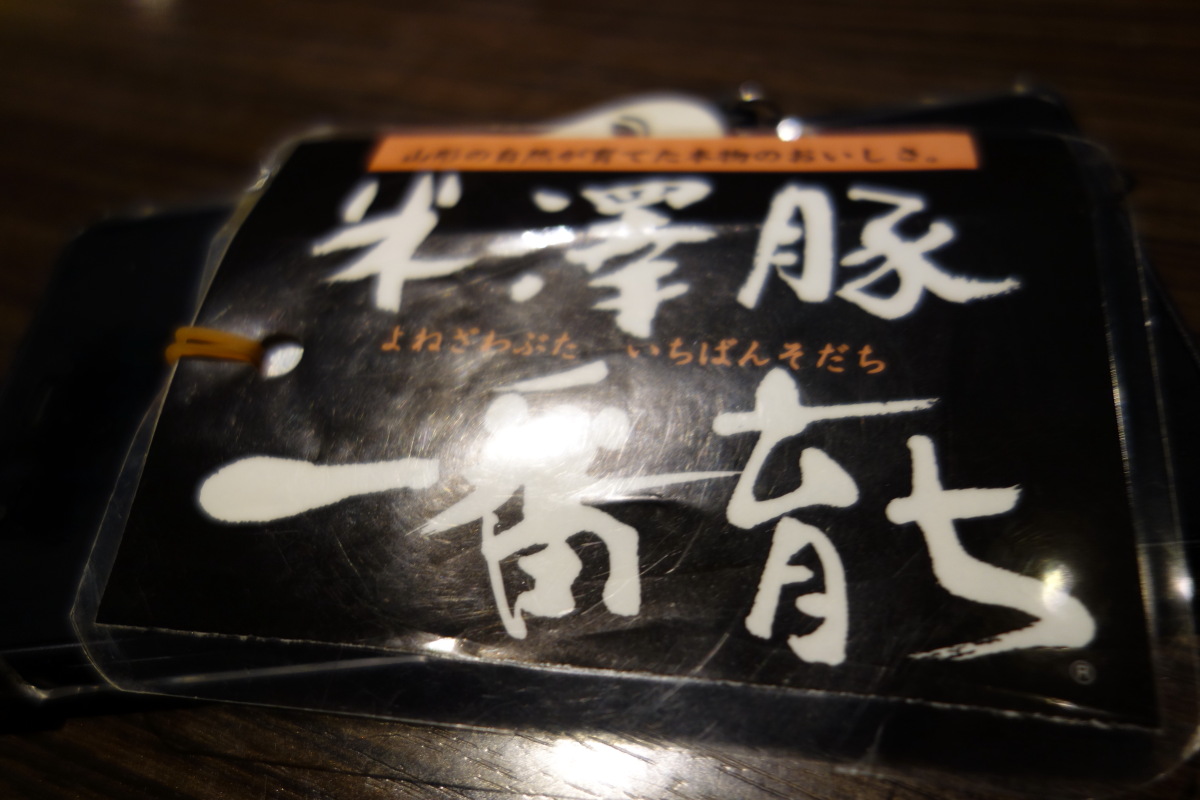 山形の自然が育てた本物のおいしさ。
米澤豚
よねざわぶた いちばんそだち
一番育ち
®